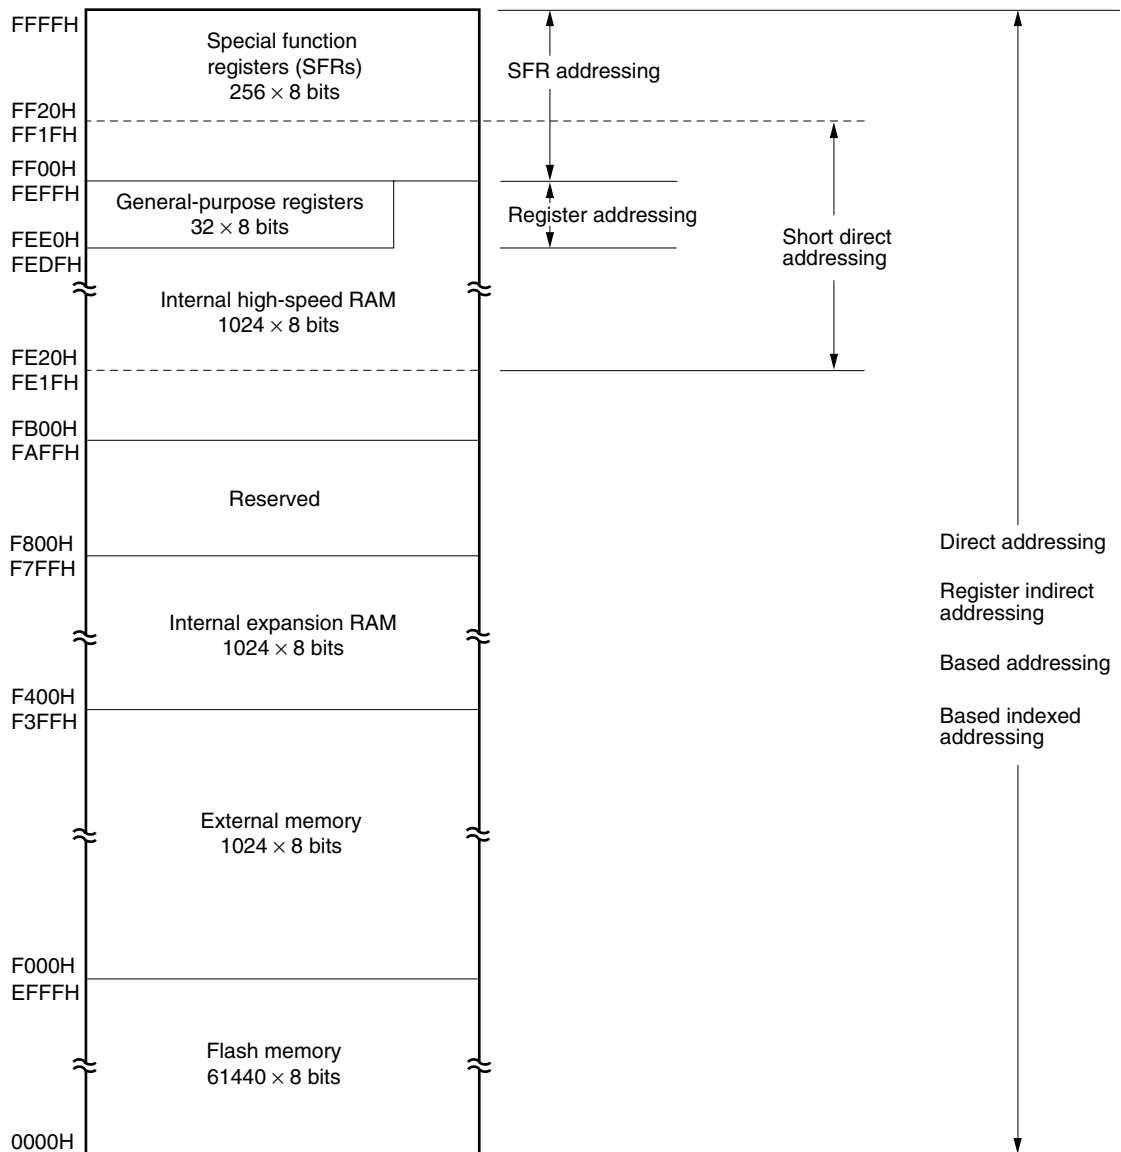 FFFFH
Special function
registers (SFRs)
256 × 8 bits
SFR addressing
FF20H
FF1FH
FF00H
FEFFH
General-purpose registers
32 × 8 bits
Register addressing
FEE0H
FEDFH
Short direct
addressing
Internal high-speed RAM
1024 × 8 bits
FE20H
FE1FH
FB00H
FAFFH
Reserved
F800H
F7FFH
Direct addressing
Register indirect
addressing
Based addressing
Based indexed
addressing
Internal expansion RAM
1024 × 8 bits
F400H
F3FFH
External memory
1024 × 8 bits
F000H
EFFFH
Flash memory
61440 × 8 bits
0000H